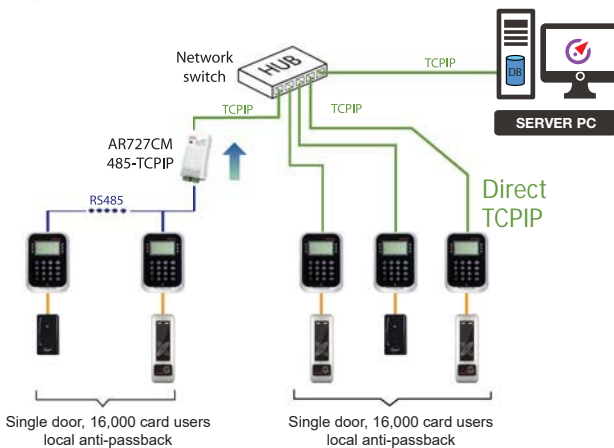 Network
switch
HUB
TCPIP
DB
SERVER PC
TCPIP
TCPIP
AR727CM
485-TCPIP
RS485
Direct
TCPIP
Single door, 16,000 card users
local anti-passback
Single door, 16,000 card users
local anti-passback